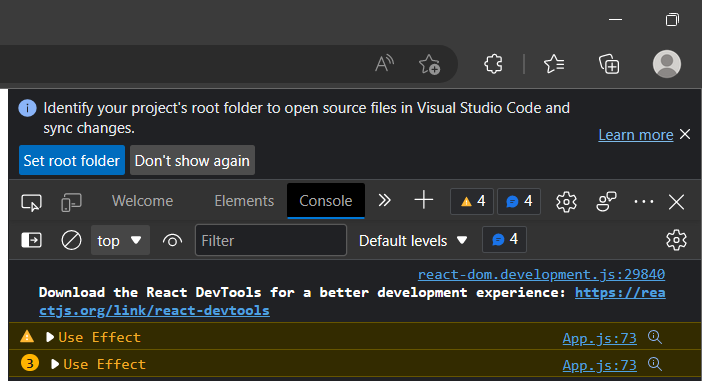 Identify your project's root folder to open source files in Visual Studio Code and
sync changes.
Learn more
Set root folder Don't show again
Welcome Elements Console 4 4
top Filter Default levels 4
react-dom.development.js:29840
Download the React DevTools for a better development experience: https://rea
ctjs.org/link/react-devtools
Use Effect App.js:73
3 Use Effect App.js:73